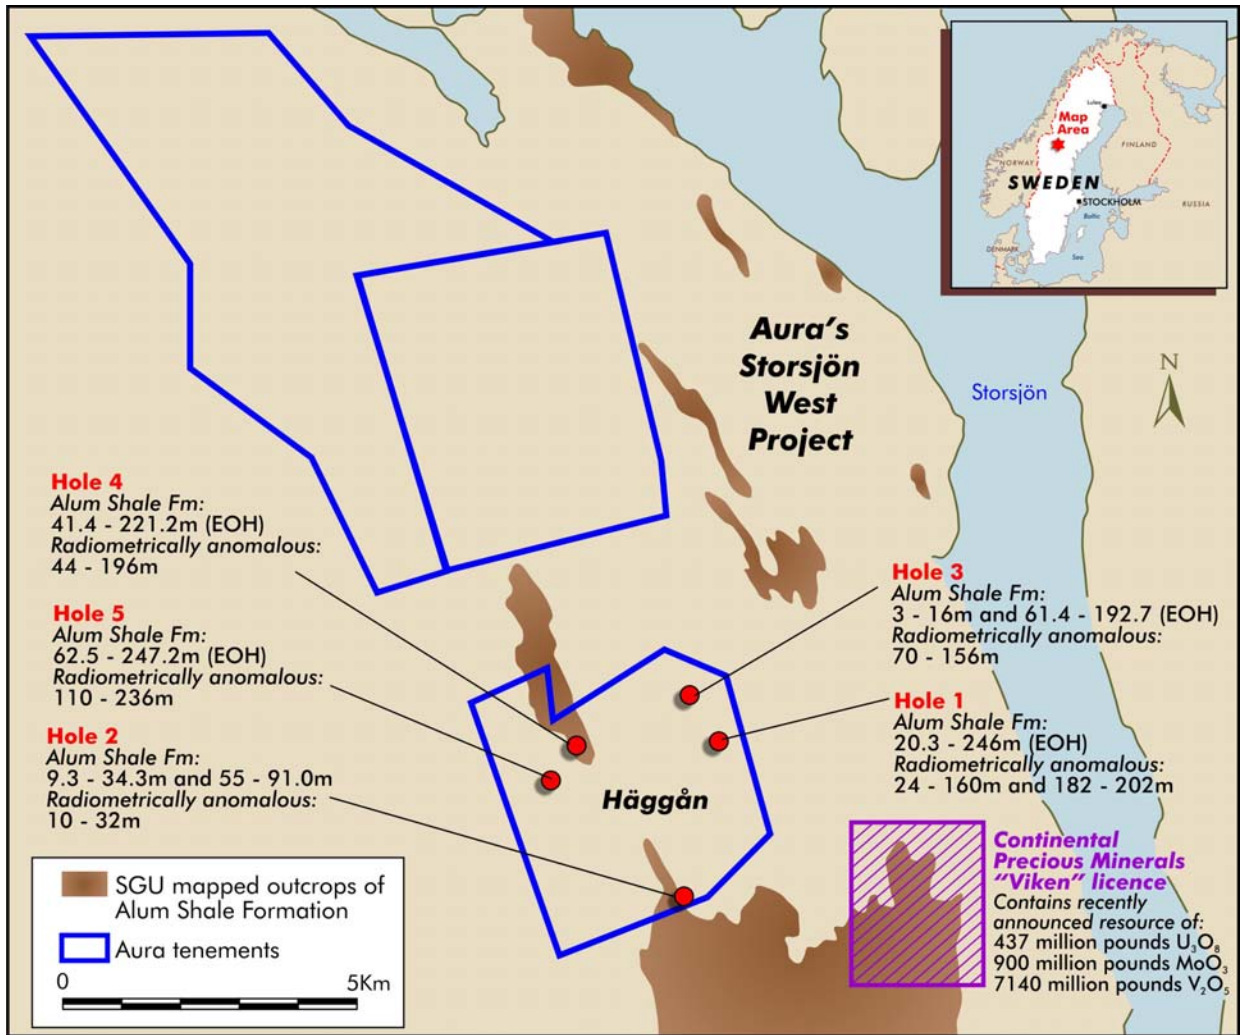 Luleå
Map
Area
FINLAND
NORWAY
SWEDEN
STOCKHOLM
RUSSIA
Baltic
DENMARK
Sea
Aura's
Storsjön
West
Project
N
Storsjön
Hole 4
Alum Shale Fm:
41.4 - 221.2m (EOH)
Radiometrically anomalous:
44 - 196m
Hole 5
Alum Shale Fm:
62.5 - 247.2m (EOH)
Radiometrically anomalous:
110 - 236m
Hole 2
Alum Shale Fm:
9.3 - 34.3m and 55 - 91.0m
Radiometrically anomalous:
10 - 32m
Hole 3
Alum Shale Fm:
3 - 16m and 61.4 - 192.7 (EOH)
Radiometrically anomalous:
70 - 156m
Hole 1
Alum Shale Fm:
20.3 - 246m (EOH)
Radiometrically anomalous:
24 - 160m and 182 - 202m
Häggån
Continental
Precious Minerals
"Viken" licence
Contains recently
announced resource of:
437 million pounds U₃O₈
900 million pounds MoO₃
7140 million pounds V₂O₅
SGU mapped outcrops of
Alum Shale Formation
Aura tenements
0 5Km